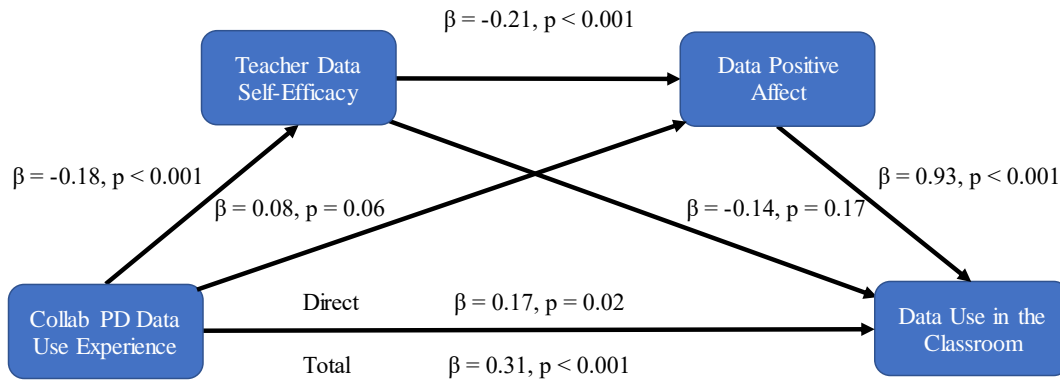 β = -0.21, p < 0.001
Teacher Data
Self-Efficacy
Data Positive
Affect
β = -0.18, p < 0.001
β = 0.93, p < 0.001
β = 0.08, p = 0.06
β = -0.14, p = 0.17
Collab PD Data
Use Experience
Direct β = 0.17, p = 0.02
Total β = 0.31, p < 0.001
Data Use in the
Classroom